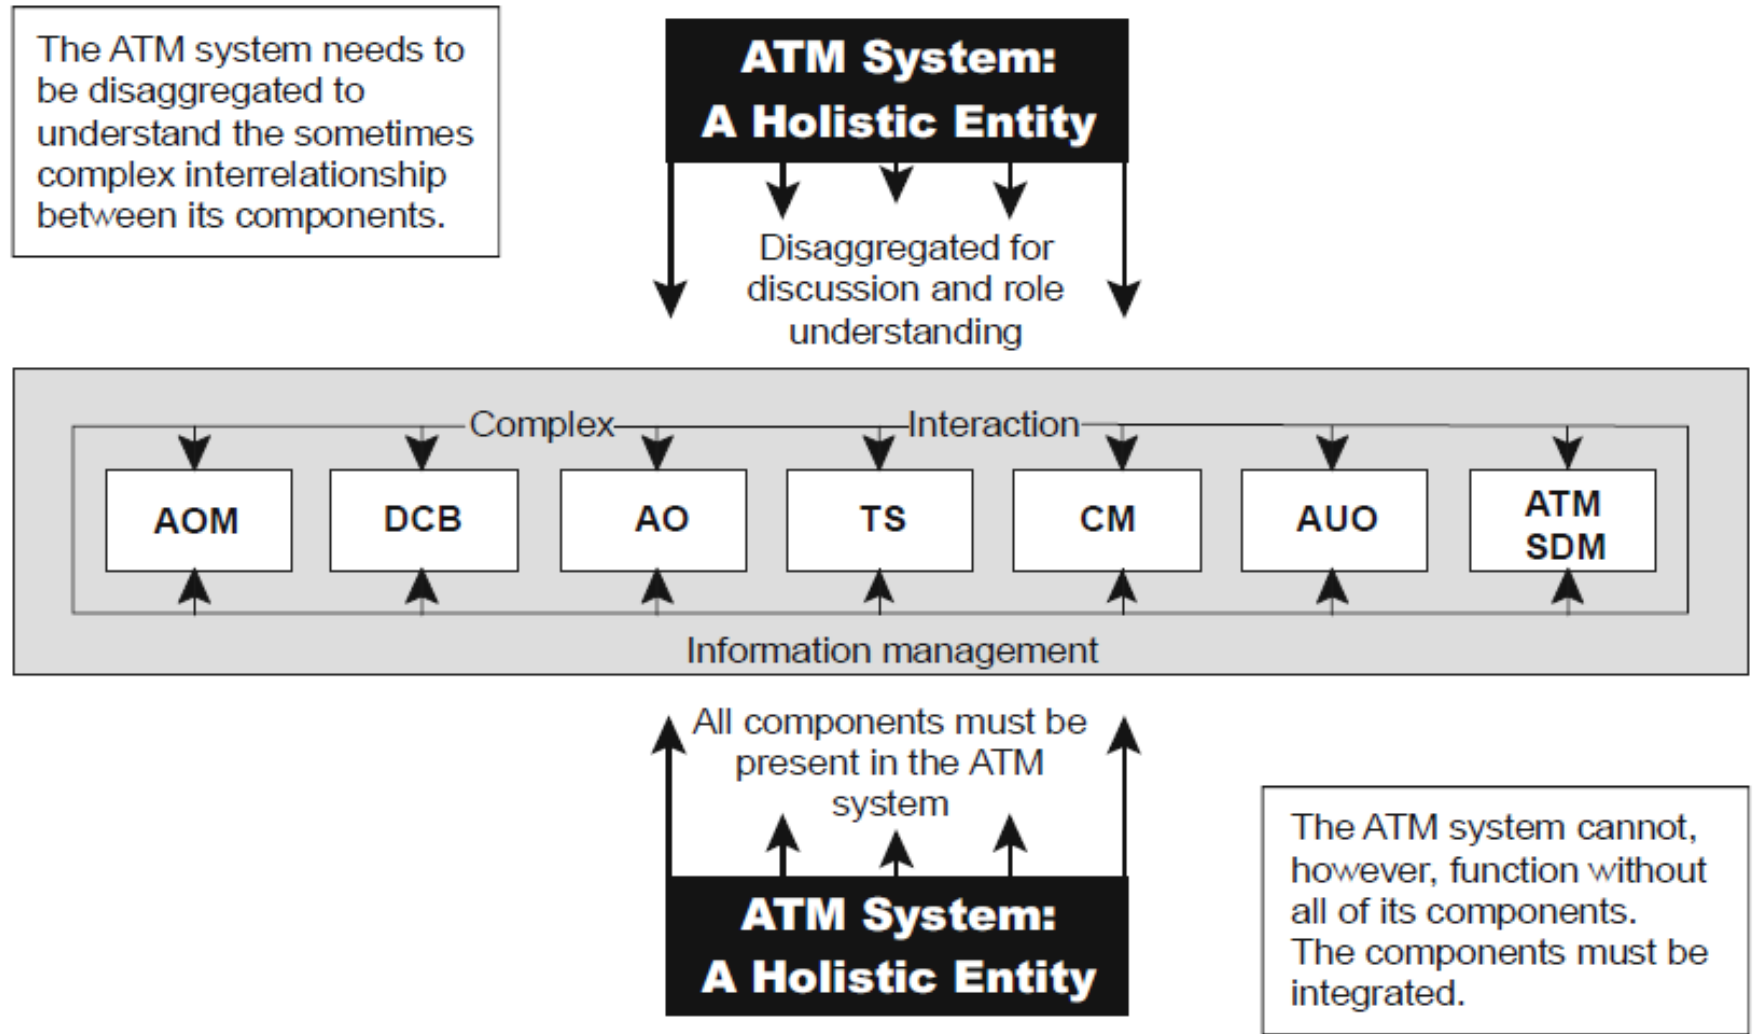 The ATM system needs to
be disaggregated to
understand the sometimes
complex interrelationship
between its components.
ATM System:
A Holistic Entity
Disaggregated for
discussion and role
understanding
Complex
Interaction
AOM
DCB
AO
TS
CM
AUO
ATM
SDM
Information management
All components must be
present in the ATM
system
ATM System:
A Holistic Entity
The ATM system cannot,
however, function without
all of its components.
The components must be
integrated.